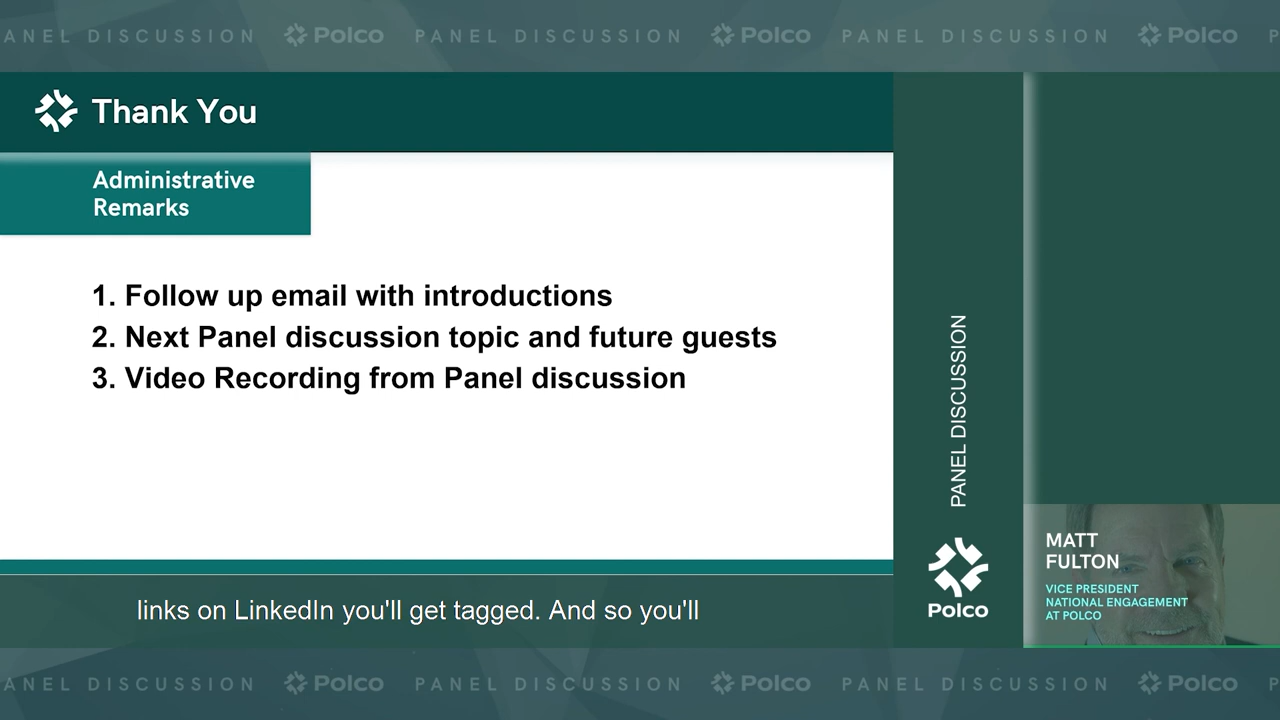 ANEL DISCUSSION Polco PANEL DISCUSSION Polco PANEL DISCUSSION Polco P
Thank You
Administrative
Remarks
1. Follow up email with introductions
2. Next Panel discussion topic and future guests
3. Video Recording from Panel discussion
links on LinkedIn you'll get tagged. And so you'll
PANEL DISCUSSION
Polco
MATT
FULTON
VICE PRESIDENT
NATIONAL ENGAGEMENT
AT POLCO
ANEL DISCUSSION Polco PANEL DISCUSSION Polco PANEL DISCUSSION Polco P